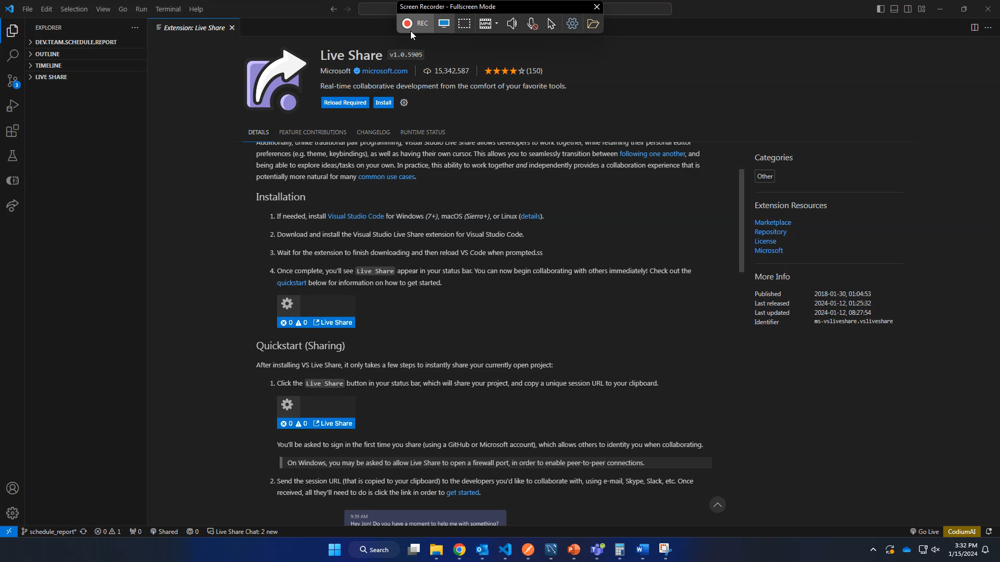 Screen Recorder - Fullscreen Mode
REC
MP4
File Edit Selection View Go Run Terminal Help
EXPLORER
DEV.TEAM.SCHEDULE.REPORT
OUTLINE
TIMELINE
LIVE SHARE
3
Extension: Live Share
Live Share v1.0.5905
Microsoft microsoft.com 15,342,587 (150)
Real-time collaborative development from the comfort of your favorite tools.
Reload Required Install
DETAILS FEATURE CONTRIBUTIONS CHANGELOG RUNTIME STATUS
Additionally, unlike traditional pair programming, Visual Studio Live Share allows developers to work together, while retaining their personal editor
preferences (e.g. theme, keybindings), as well as having their own cursor. This allows you to seamlessly transition between following one another, and
being able to explore ideas/tasks on your own. In practice, this ability to work together and independently provides a collaboration experience that is
potentially more natural for many common use cases.
Installation
1. If needed, install Visual Studio Code for Windows (7+), macOS (Sierra+), or Linux (details).
2. Download and install the Visual Studio Live Share extension for Visual Studio Code.
3. Wait for the extension to finish downloading and then reload VS Code when prompted.ss
4. Once complete, you'll see Live Share appear in your status bar. You can now begin collaborating with others immediately! Check out the
quickstart below for information on how to get started.
0 0 Live Share
Quickstart (Sharing)
After installing VS Live Share, it only takes a few steps to instantly share your currently open project:
1. Click the Live Share button in your status bar, which will share your project, and copy a unique session URL to your clipboard.
0 0 Live Share
You'll be asked to sign in the first time you share (using a GitHub or Microsoft account), which allows others to identity you when collaborating.
On Windows, you may be asked to allow Live Share to open a firewall port, in order to enable peer-to-peer connections.
2. Send the session URL (that is copied to your clipboard) to the developers you'd like to collaborate with, using e-mail, Skype, Slack, etc. Once
received, all they'll need to do is click the link in order to get started.
9:39 AM
Hey Jon! Do you have a moment to help me with something?
Categories
Other
Extension Resources
Marketplace
Repository
License
Microsoft
More Info
Published 2018-01-30, 01:04:53
Last released 2024-01-12, 01:25:32
Last updated 2024-01-12, 08:27:54
Identifier ms-vsliveshare.vsliveshare
schedule_report* 0 1 0 Shared 0 Live Share Chat: 2 new Go Live CodiumAI
Search
3:32 PM
1/15/2024